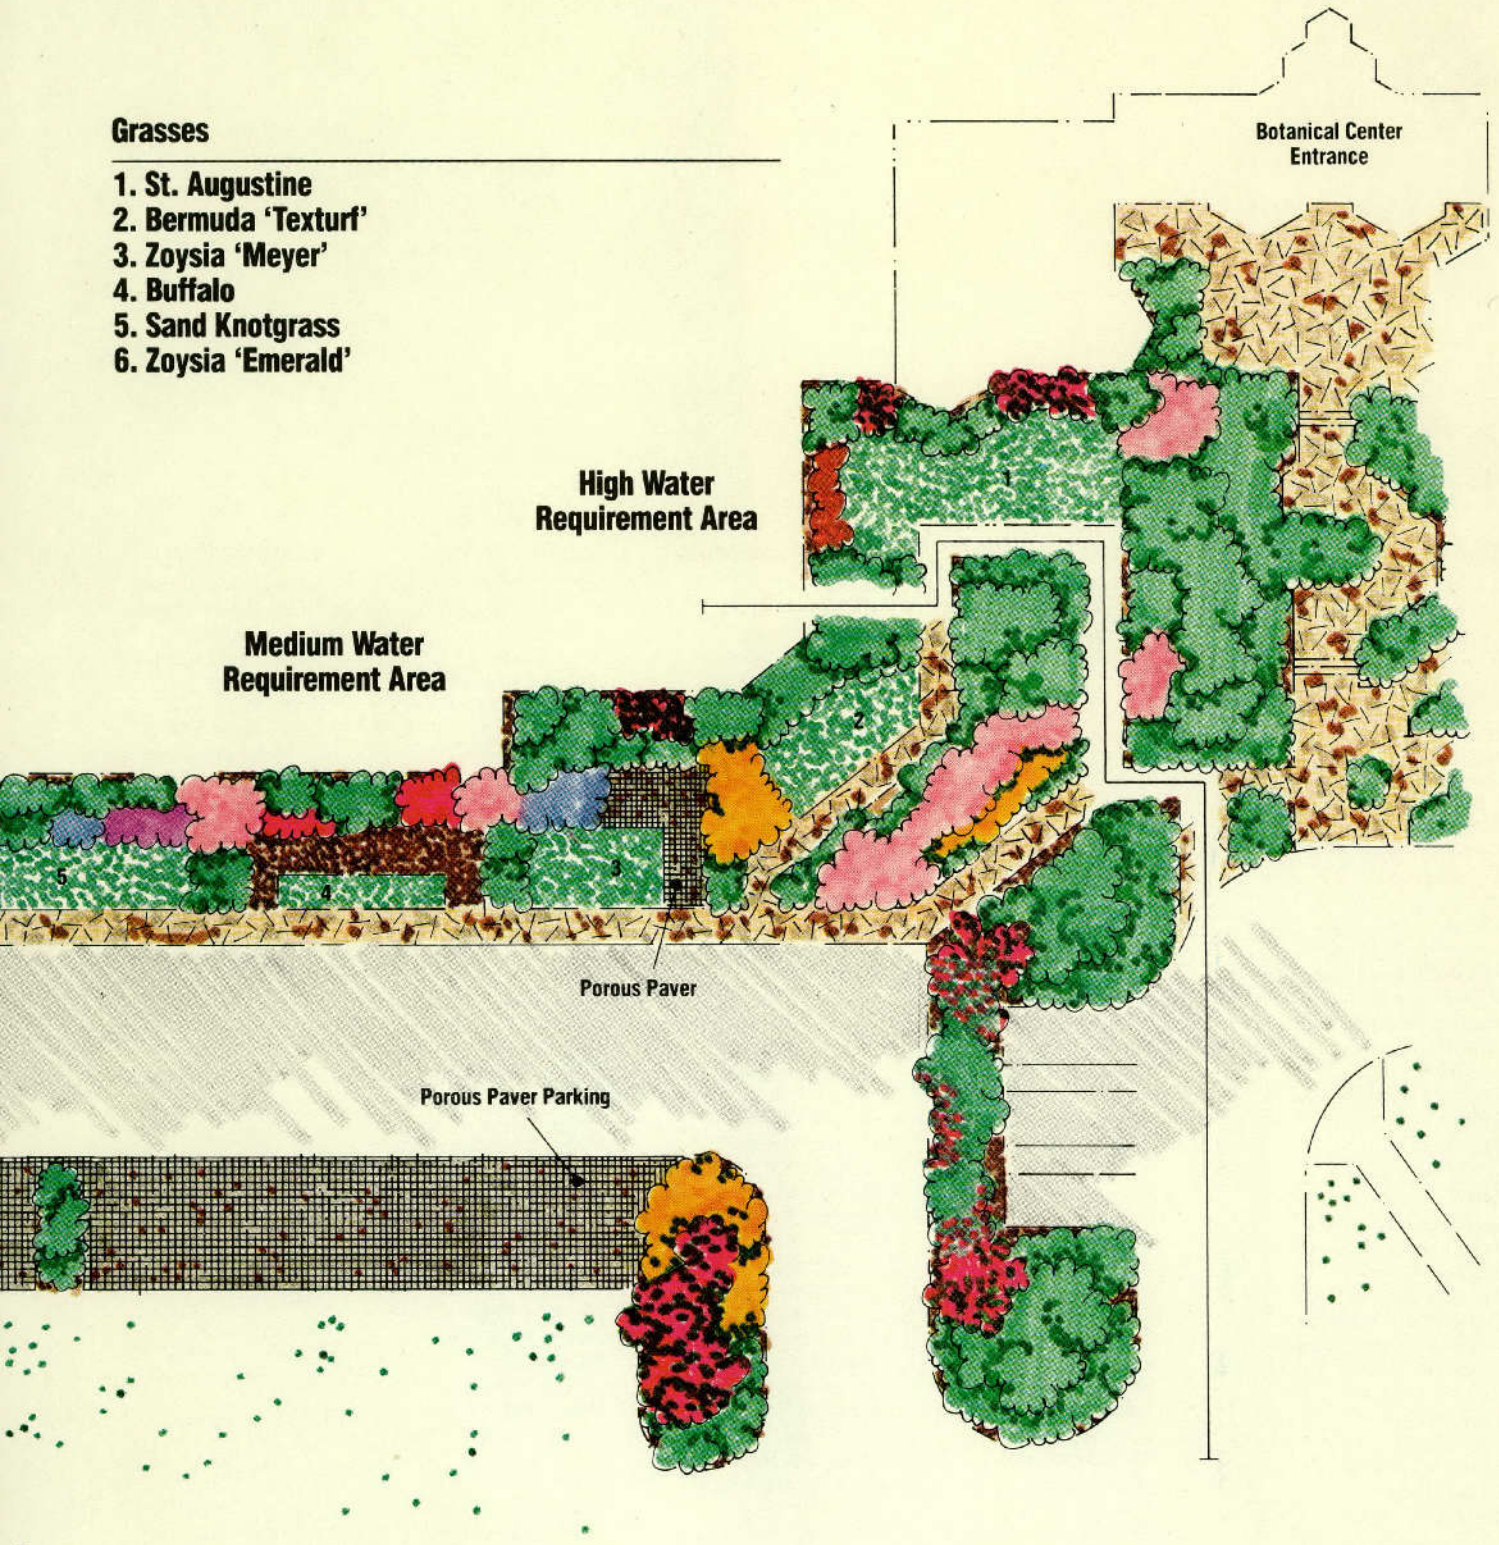 Grasses
1. St. Augustine
2. Bermuda ‘Texturf’
3. Zoysia ‘Meyer’
4. Buffalo
5. Sand Knotgrass
6. Zoysia ‘Emerald’
Botanical Center
Entrance
High Water
Requirement Area
1
Medium Water
Requirement Area
2
3
4
5
Porous Paver
Porous Paver Parking